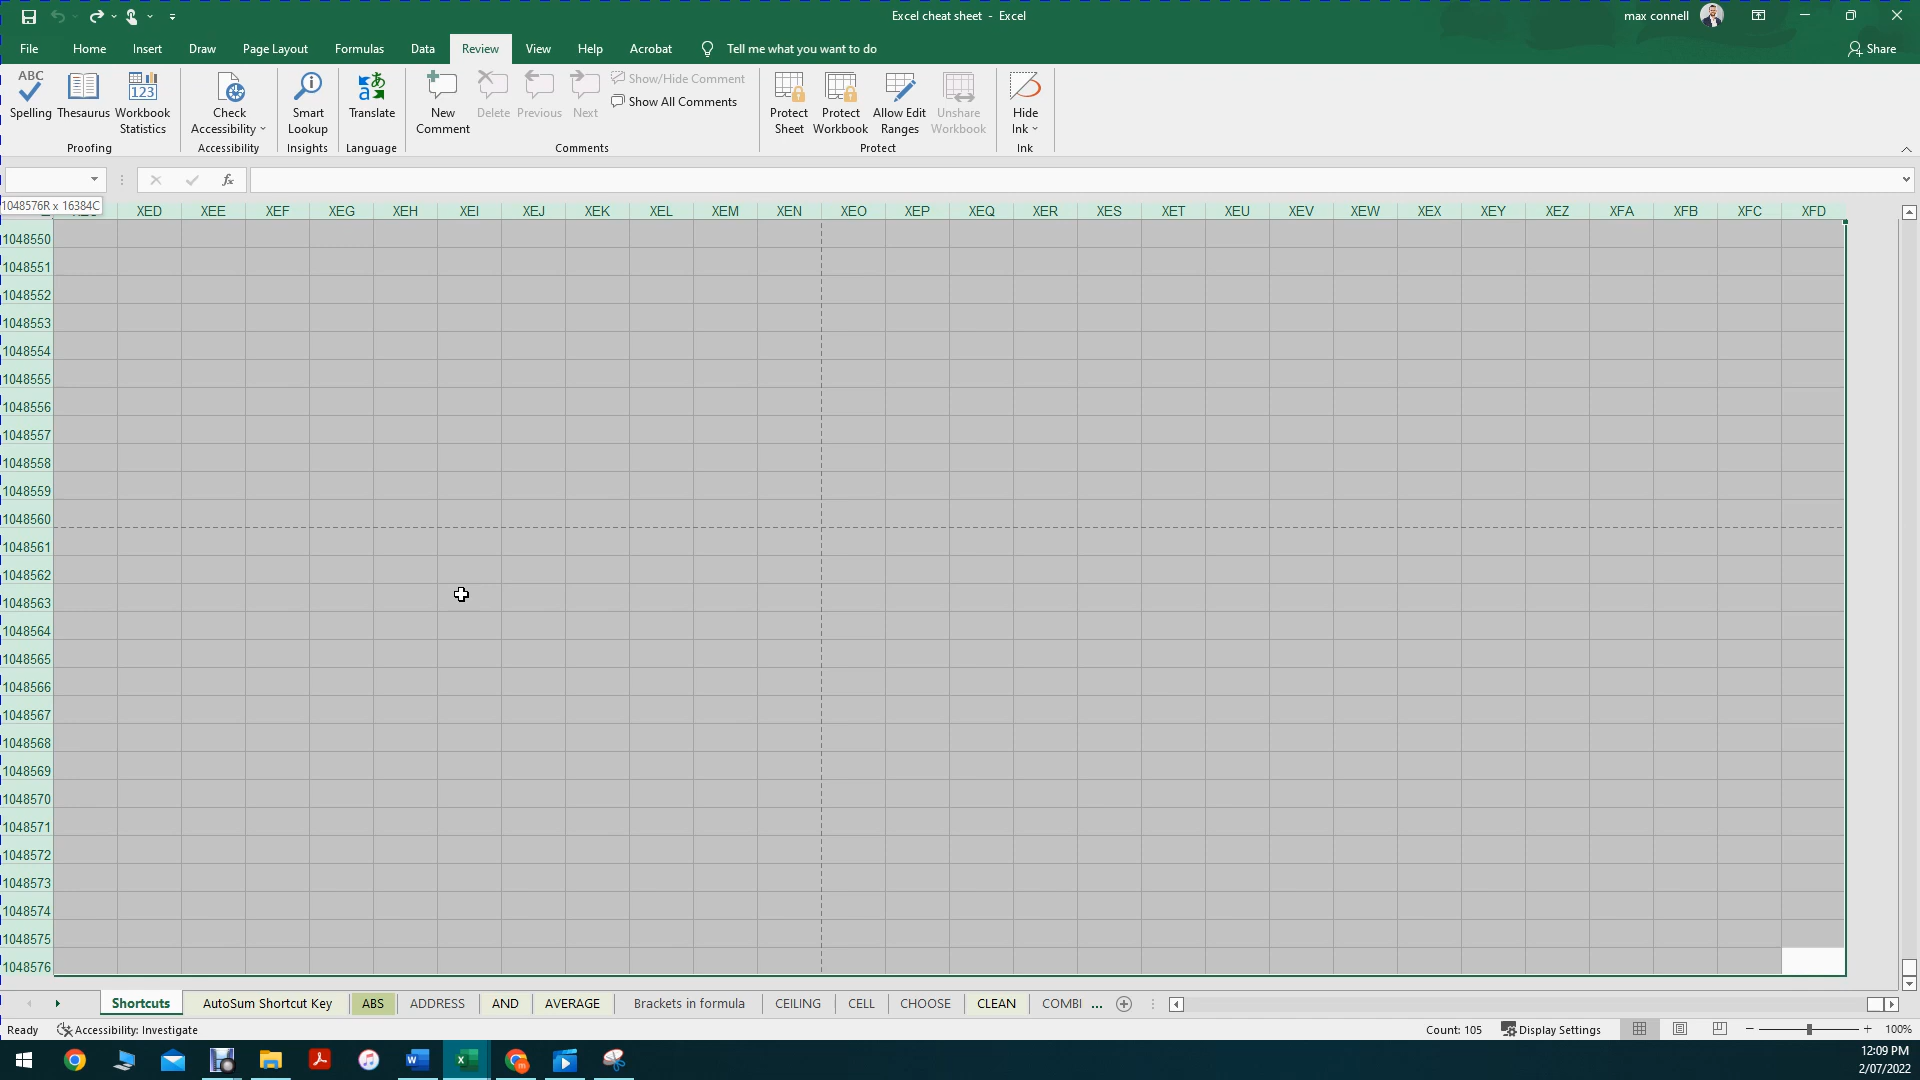 Excel cheat sheet - Excel
max connell
File Home Insert Draw Page Layout Formulas Data Review View Help Acrobat Tell me what you want to do Share
ABC
Spelling
Thesaurus
123
Workbook
Statistics
Proofing
Check
Accessibility
Accessibility
Smart
Lookup
Insights
Translate
Language
New
Comment
Delete
Previous
Next
Show/Hide Comment
Show All Comments
Comments
Protect
Sheet
Protect
Workbook
Allow Edit
Ranges
Unshare
Workbook
Protect
Hide
Ink
Ink
fx
1048576R x 16384C
XED XEE XEF XEG XEH XEI XEJ XEK XEL XEM XEN XEO XEP XEQ XER XES XET XEU XEV XEW XEX XEY XEZ XFA XFB XFC XFD
1048550
1048551
1048552
1048553
1048554
1048555
1048556
1048557
1048558
1048559
1048560
1048561
1048562
1048563
1048564
1048565
1048566
1048567
1048568
1048569
1048570
1048571
1048572
1048573
1048574
1048575
1048576
Shortcuts AutoSum Shortcut Key ABS ADDRESS AND AVERAGE Brackets in formula CEILING CELL CHOOSE CLEAN COMBI ...
Ready Accessibility: Investigate Count: 105 Display Settings 100%
12:09 PM
2/07/2022